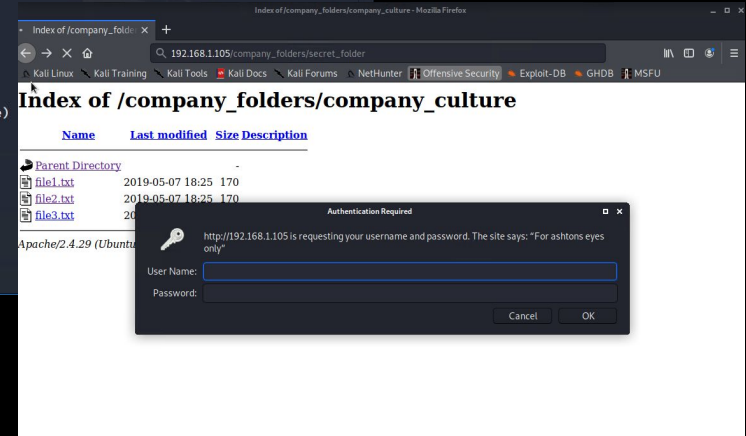 Index of /company_folders/company_culture - Mozilla Firefox
Index of /company_folder
192.168.1.105/company_folders/secret_folder
Kali Linux Kali Training Kali Tools Kali Docs Kali Forums NetHunter Offensive Security Exploit-DB GHDB MSFU
e)
Index of /company_folders/company_culture
Name Last modified Size Description
Parent Directory -
file1.txt 2019-05-07 18:25 170
file2.txt 2019-05-07 18:25 170
file3.txt 20
Apache/2.4.29 (Ubuntu
Authentication Required
http://192.168.1.105 is requesting your username and password. The site says: “For ashtons eyes
only”
User Name:
Password:
Cancel OK